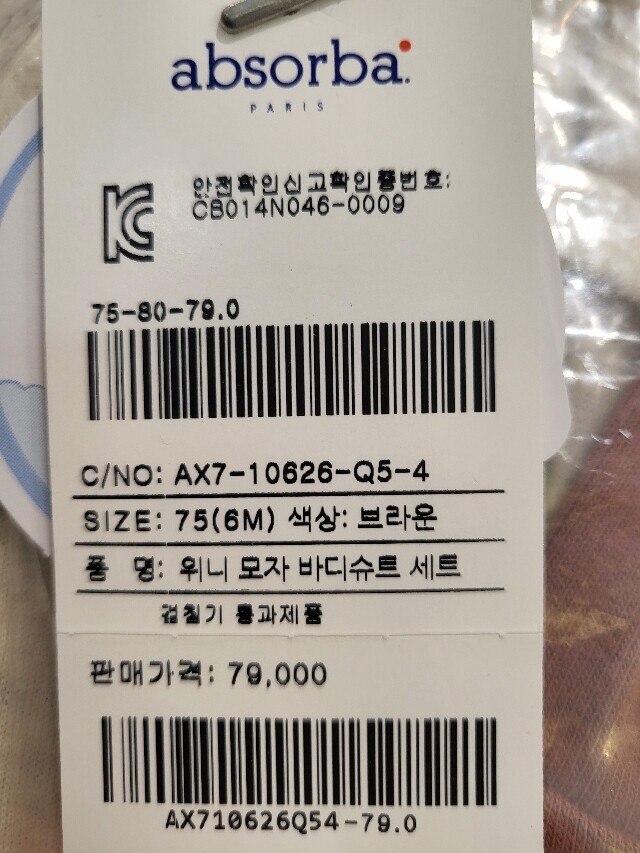 absorba.
PARIS
안전확인신고확인증번호:
CB014N046-0009
75-80-79.0
C/NO: AX7-10626-Q5-4
SIZE: 75(6M) 색상: 브라운
품 명: 위니 모자 바디슈트 세트
검침기 통과제품
판매가격: 79,000
AX710626Q54-79.0